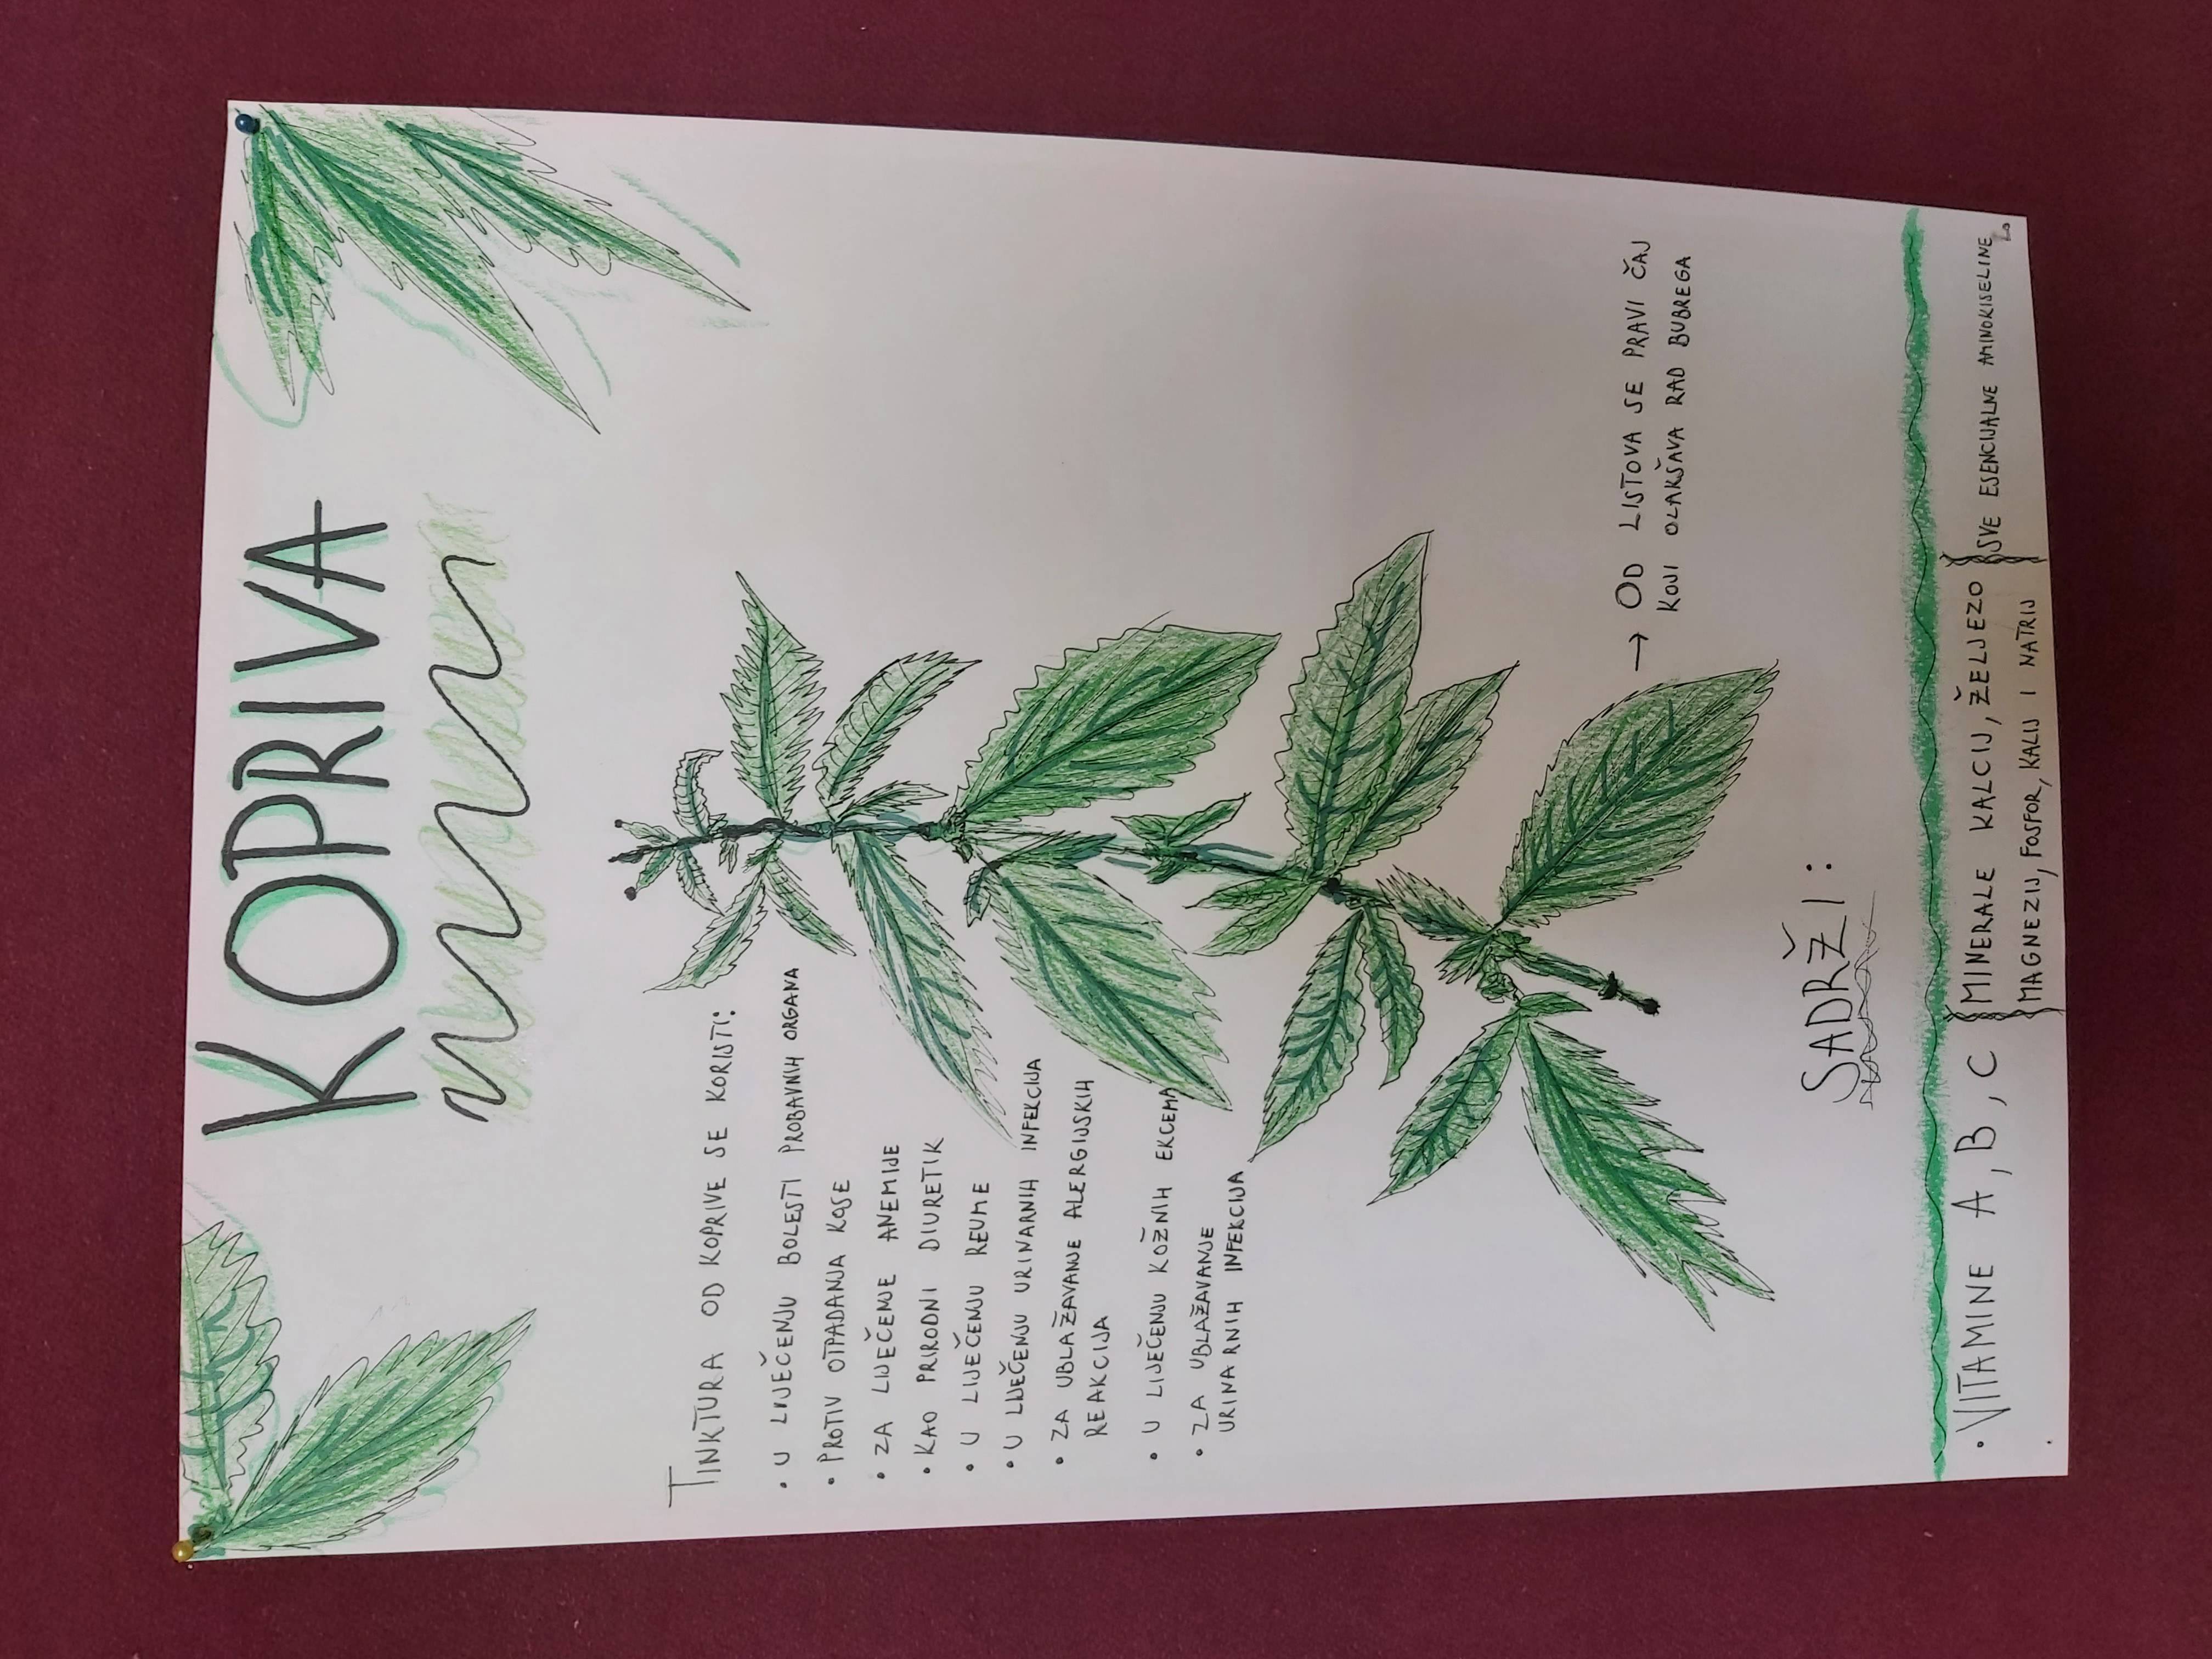 KOPRIVA
TINKTURA OD KOPRIVE SE KORISTI:
• U LIJEČENJU BOLESTI PROBAVNIH ORGANA
• PROTIV OTPADANJA KOSE
• ZA LIJEČENJE ANEMIJE
• KAO PRIRODNI DIURETIK
• U LIJEČENJU REUME
• U LIJEČENJU URINARNIH INFEKCIJA
• ZA UBLAŽAVANJE ALERGIJSKIH
REAKCIJA
• U LIJEČENJU KOŽNIH EKCEMA
• ZA UBLAŽAVANJE
URINARNIH INFEKCIJA
→ OD LISTOVA SE PRAVI ČAJ
KOJI OLAKŠAVA RAD BUBREGA
SADRŽI:
• VITAMINE A, B, C
MINERALE KALCIJ, ŽELJEZO
MAGNEZIJ, FOSFOR, KALIJ I NATRIJ
SVE ESENCIJALNE AMINOKISELINE